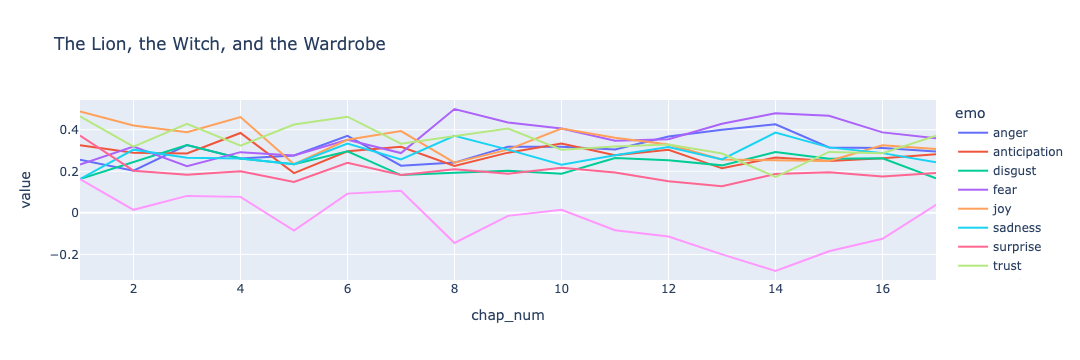 The Lion, the Witch, and the Wardrobe
emo
anger
anticipation
disgust
fear
joy
sadness
surprise
trust
value
0.4
0.2
0
−0.2
2 4 6 8 10 12 14 16
chap_num